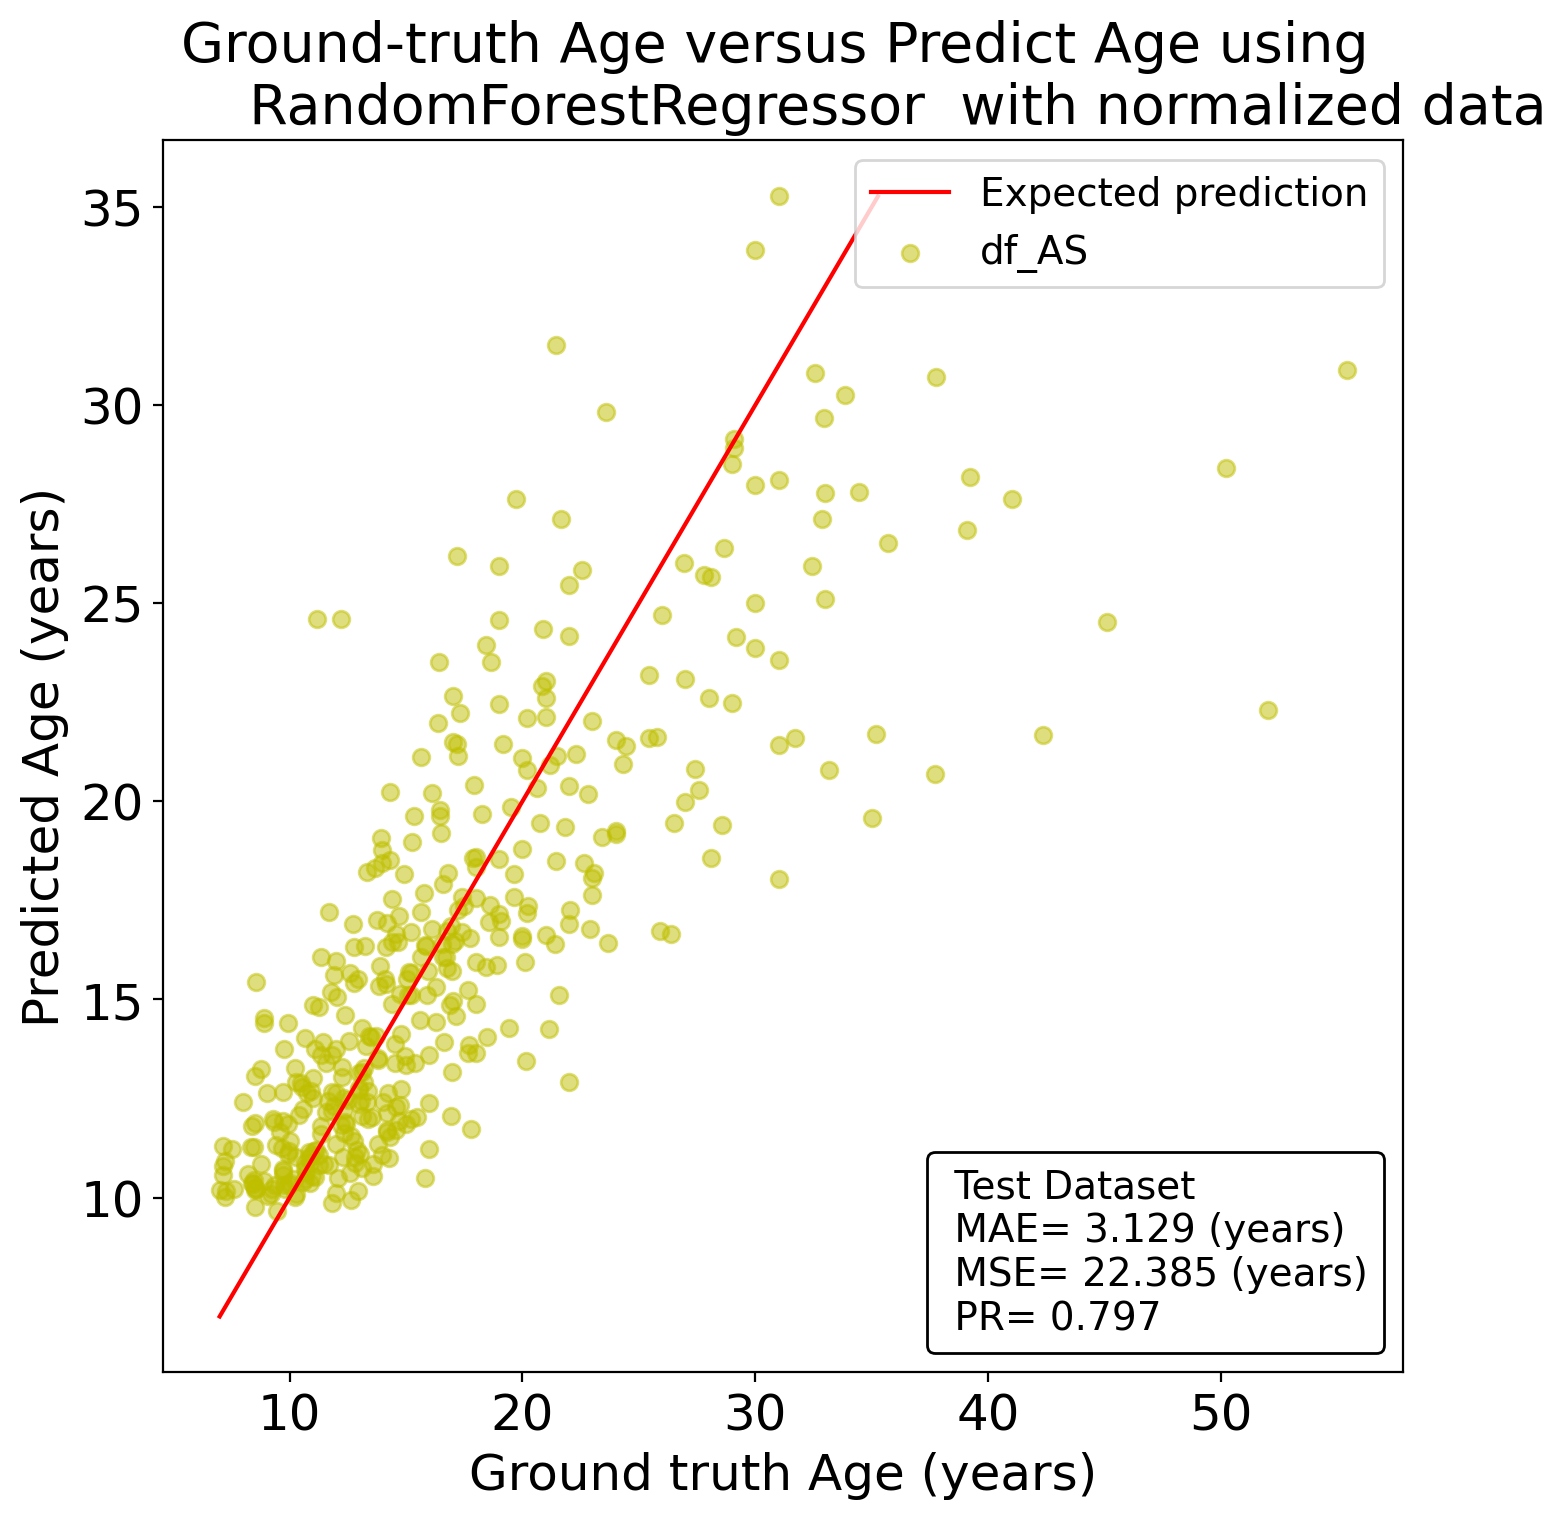 Ground-truth Age versus Predict Age using
RandomForestRegressor with normalized data
Expected prediction
df_AS
35
30
25
20
15
10
Predicted Age (years)
Test Dataset
MAE= 3.129 (years)
MSE= 22.385 (years)
PR= 0.797
10 20 30 40 50
Ground truth Age (years)